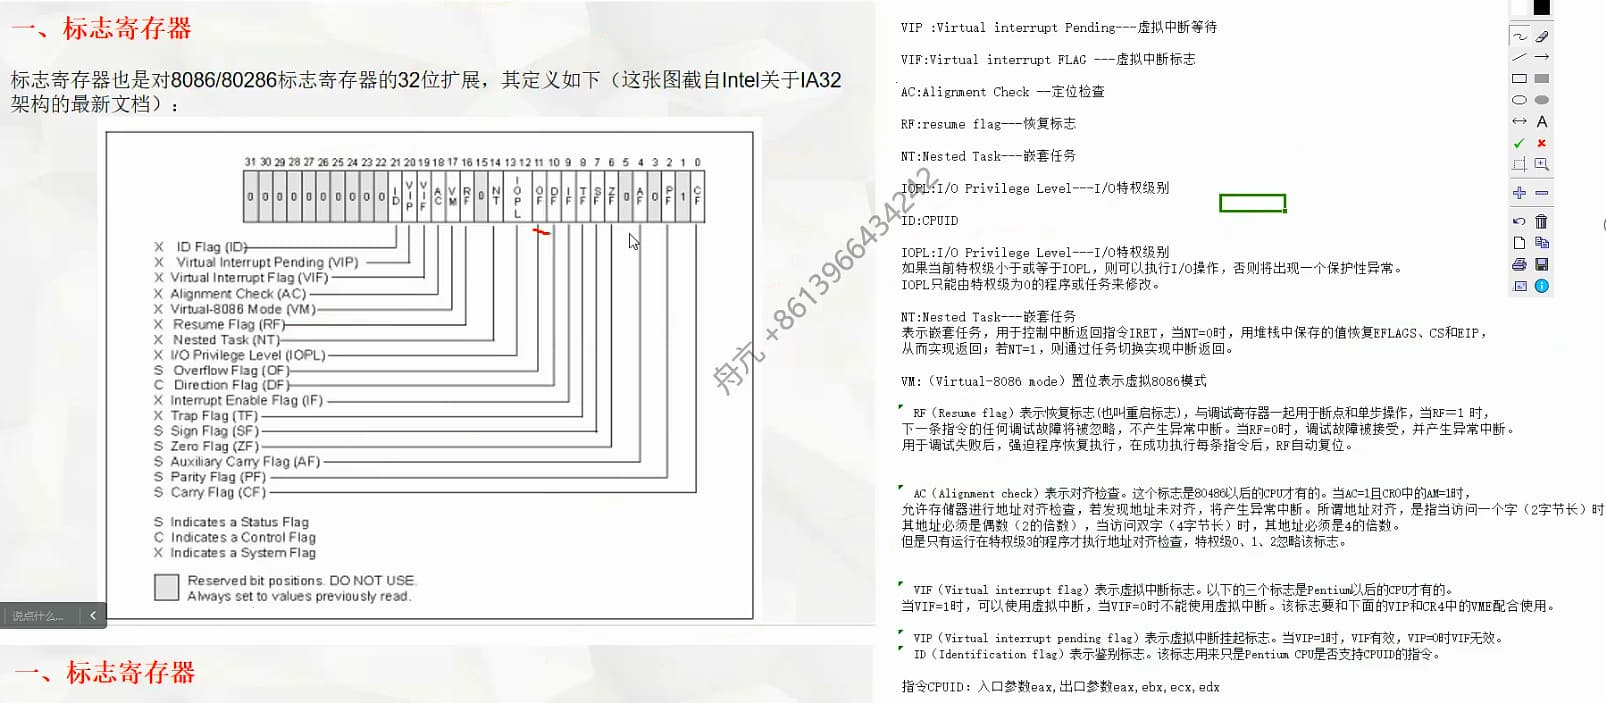 一、标志寄存器
标志寄存器也是对8086/80286标志寄存器的32位扩展，其定义如下（这张图截自Intel关于IA32
架构的最新文档）：
31 30 29 28 27 26 25 24 23 22 21 20 19 18 17 16 15 14 13 12 11 10 9 8 7 6 5 4 3 2 1 0
0 0 0 0 0 0 0 0 0 0 ID VIP VIF AC VM RF 0 NT IOPL OF DF IF TF SF ZF 0 AF 0 PF 1 CF
X ID Flag (ID)
X Virtual Interrupt Pending (VIP)
X Virtual Interrupt Flag (VIF)
X Alignment Check (AC)
X Virtual-8086 Mode (VM)
X Resume Flag (RF)
X Nested Task (NT)
X I/O Privilege Level (IOPL)
S Overflow Flag (OF)
C Direction Flag (DF)
X Interrupt Enable Flag (IF)
X Trap Flag (TF)
S Sign Flag (SF)
S Zero Flag (ZF)
S Auxiliary Carry Flag (AF)
S Parity Flag (PF)
S Carry Flag (CF)
S Indicates a Status Flag
C Indicates a Control Flag
X Indicates a System Flag
Reserved bit positions. DO NOT USE.
Always set to values previously read.
说点什么...
一、标志寄存器
舟亢 +8613966434242
VIP :Virtual interrupt Pending---虚拟中断等待
VIF:Virtual interrupt FLAG ---虚拟中断标志
AC:Alignment Check --定位检查
RF:resume flag---恢复标志
NT:Nested Task---嵌套任务
IOPL:I/O Privilege Level---I/O特权级别
ID:CPUID
IOPL:I/O Privilege Level---I/O特权级别
如果当前特权级小于或等于IOPL，则可以执行I/O操作，否则将出现一个保护性异常。
IOPL只能由特权级为0的程序或任务来修改。
NT:Nested Task---嵌套任务
表示嵌套任务，用于控制中断返回指令IRET，当NT=0时，用堆栈中保存的值恢复EFLAGS、CS和EIP，
从而实现返回；若NT=1，则通过任务切换实现中断返回。
VM:（Virtual-8086 mode）置位表示虚拟8086模式
RF（Resume flag）表示恢复标志(也叫重启标志)，与调试寄存器一起用于断点和单步操作，当RF＝1 时，
下一条指令的任何调试故障将被忽略，不产生异常中断。当RF=0时，调试故障被接受，并产生异常中断。
用于调试失败后，强迫程序恢复执行，在成功执行每条指令后，RF自动复位。
AC（Alignment check）表示对齐检查。这个标志是80486以后的CPU才有的。当AC=1且CR0中的AM=1时，
允许存储器进行地址对齐检查，若发现地址未对齐，将产生异常中断。所谓地址对齐，是指当访问一个字（2字节长）时
其地址必须是偶数（2的倍数），当访问双字（4字节长）时，其地址必须是4的倍数。
但是只有运行在特权级3的程序才执行地址对齐检查，特权级0、1、2忽略该标志。
VIF（Virtual interrupt flag）表示虚拟中断标志。以下的三个标志是Pentium以后的CPU才有的。
当VIF=1时，可以使用虚拟中断，当VIF=0时不能使用虚拟中断。该标志要和下面的VIP和CR4中的VME配合使用。
VIP（Virtual interrupt pending flag）表示虚拟中断挂起标志。当VIP=1时，VIF有效，VIP=0时VIF无效。
ID（Identification flag）表示鉴别标志。该标志用来只是Pentium CPU是否支持CPUID的指令。
指令CPUID: 入口参数eax,出口参数eax,ebx,ecx,edx